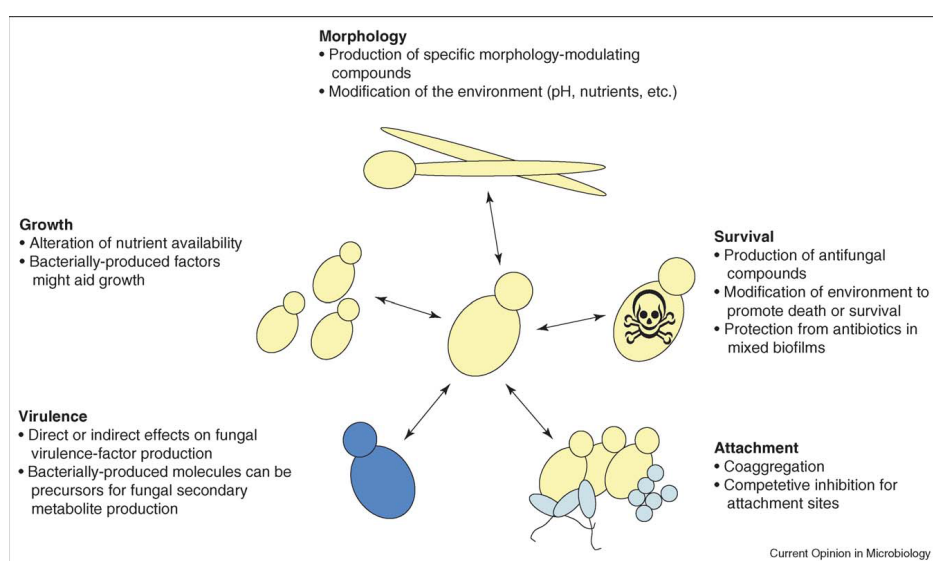 Morphology
• Production of specific morphology-modulating
compounds
• Modification of the environment (pH, nutrients, etc.)
Growth
• Alteration of nutrient availability
• Bacterially-produced factors
might aid growth
Survival
• Production of antifungal
compounds
• Modification of environment to
promote death or survival
• Protection from antibiotics in
mixed biofilms
Virulence
• Direct or indirect effects on fungal
virulence-factor production
• Bacterially-produced molecules can be
precursors for fungal secondary
metabolite production
Attachment
• Coaggregation
• Competetive inhibition for
attachment sites
Current Opinion in Microbiology